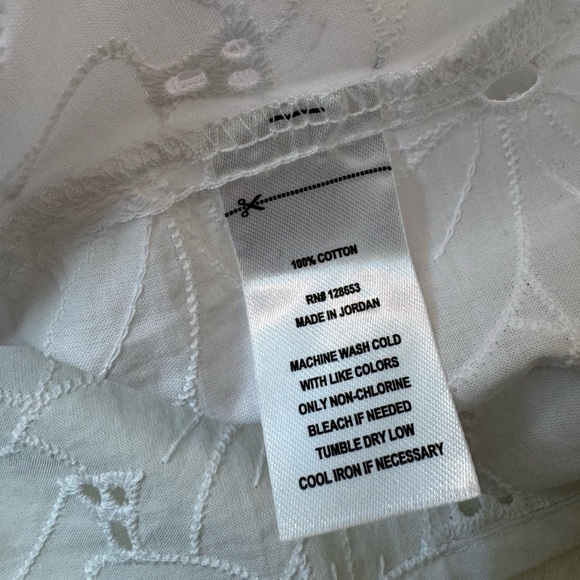 100% COTTON
RN# 128653
MADE IN JORDAN
MACHINE WASH COLD
WITH LIKE COLORS
ONLY NON-CHLORINE
BLEACH IF NEEDED
TUMBLE DRY LOW
COOL IRON IF NECESSARY